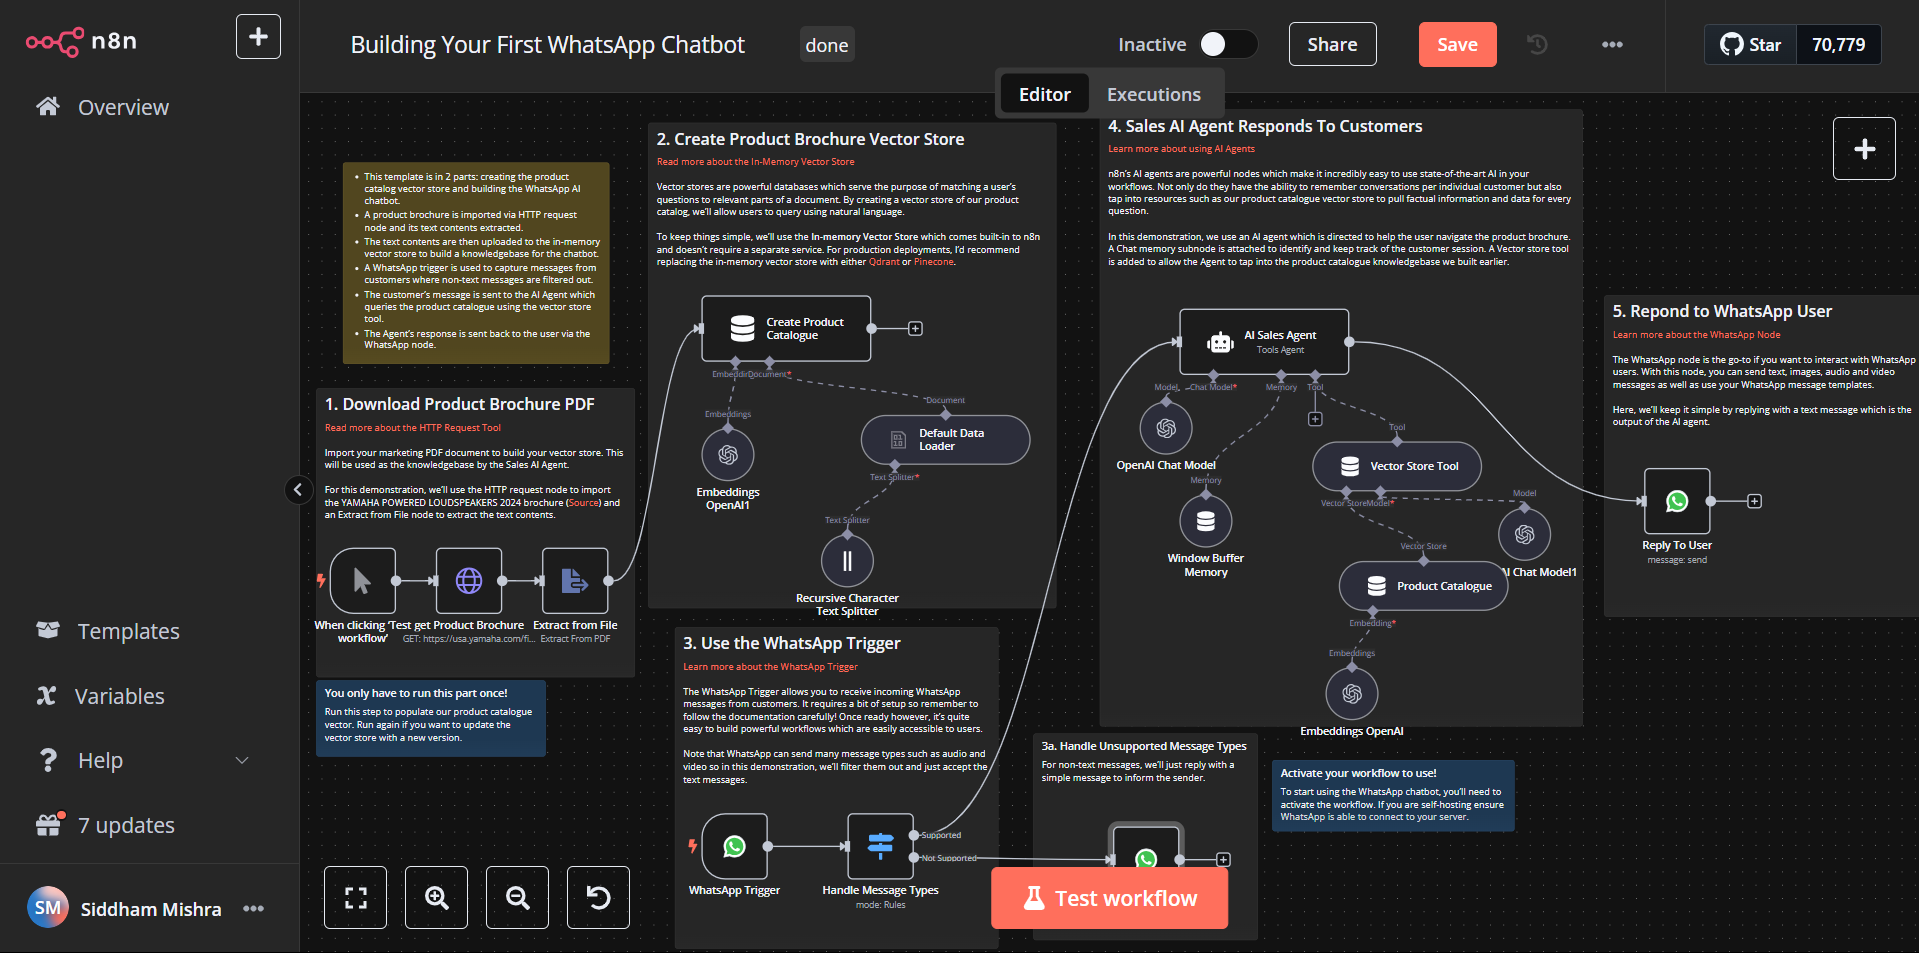 n8n
Building Your First WhatsApp Chatbot
done
Inactive
Share
Save
Star
70,779
Editor
Executions
Overview
Templates
Variables
Help
7 updates
SM
Siddham Mishra
This template is in 2 parts: creating the product
catalog vector store and building the WhatsApp AI
chatbot.
A product brochure is imported via HTTP request
node and its text contents extracted.
The text contents are then uploaded to the in-memory
vector store to build a knowledgebase for the chatbot.
A WhatsApp trigger is used to capture messages from
customers where non-text messages are filtered out.
The customer's message is sent to the AI Agent which
queries the product catalogue using the vector store
tool.
The Agent's response is sent back to the user via the
WhatsApp node.
1. Download Product Brochure PDF
Read more about the HTTP Request Tool
Import your marketing PDF document to build your vector store. This
will be used as the knowledgebase by the Sales AI Agent.
For this demonstration, we'll use the HTTP request node to import
the YAMAHA POWERED LOUDSPEAKERS 2024 brochure (Source) and
an Extract from File node to extract the text contents.
When clicking 'Test
workflow'
get Product Brochure
GET: https://usa.yamaha.com/fi...
Extract from File
Extract From PDF
You only have to run this part once!
Run this step to populate our product catalogue
vector. Run again if you want to update the
vector store with a new version.
2. Create Product Brochure Vector Store
Read more about the In-Memory Vector Store
Vector stores are powerful databases which serve the purpose of matching a user's
questions to relevant parts of a document. By creating a vector store of our product
catalog, we'll allow users to query using natural language.
To keep things simple, we'll use the In-memory Vector Store which comes built-in to n8n
and doesn't require a separate service. For production deployments, I'd recommend
replacing the in-memory vector store with either Qdrant or Pinecone.
Create Product
Catalogue
Document*
Document
Embeddings
Default Data
Loader
Text Splitter*
Embeddings
OpenAI1
Text Splitter
Recursive Character
Text Splitter
3. Use the WhatsApp Trigger
Learn more about the WhatsApp Trigger
The WhatsApp Trigger allows you to receive incoming WhatsApp
messages from customers. It requires a bit of setup so remember to
follow the documentation carefully! Once ready however, it's quite
easy to build powerful workflows which are easily accessible to users.
Note that WhatsApp can send many message types such as audio and
video so in this demonstration, we'll filter them out and just accept the
text messages.
WhatsApp Trigger
Handle Message Types
mode: Rules
Supported
Not Supported
3a. Handle Unsupported Message Types
For non-text messages, we'll just reply with a
simple message to inform the sender.
Test workflow
4. Sales AI Agent Responds To Customers
Learn more about using AI Agents
n8n's AI agents are powerful nodes which make it incredibly easy to use state-of-the-art AI in your
workflows. Not only do they have the ability to remember conversations per individual customer but also
tap into resources such as our product catalogue vector store to pull factual information and data for every
question.
In this demonstration, we use an AI agent which is directed to help the user navigate the product brochure.
A Chat memory subnode is attached to identify and keep track of the customer session. A Vector store tool
is added to allow the Agent to tap into the product catalogue knowledgebase we built earlier.
AI Sales Agent
Tools Agent
Model
Chat Model*
Memory
Tool
OpenAI Chat Model
Memory
Window Buffer
Memory
Tool
Vector Store Tool
Vector Store
Model*
Model
I Chat Model1
Vector Store
Product Catalogue
Embedding*
Embeddings
Embeddings OpenAI
Activate your workflow to use!
To start using the WhatsApp chatbot, you'll need to
activate the workflow. If you are self-hosting ensure
WhatsApp is able to connect to your server.
5. Repond to WhatsApp User
Learn more about the WhatsApp Node
The WhatsApp node is the go-to if you want to interact with WhatsApp
users. With this node, you can send text, images, audio and video
messages as well as use your WhatsApp message templates.
Here, we'll keep it simple by replying with a text message which is the
output of the AI agent.
Reply To User
message: send